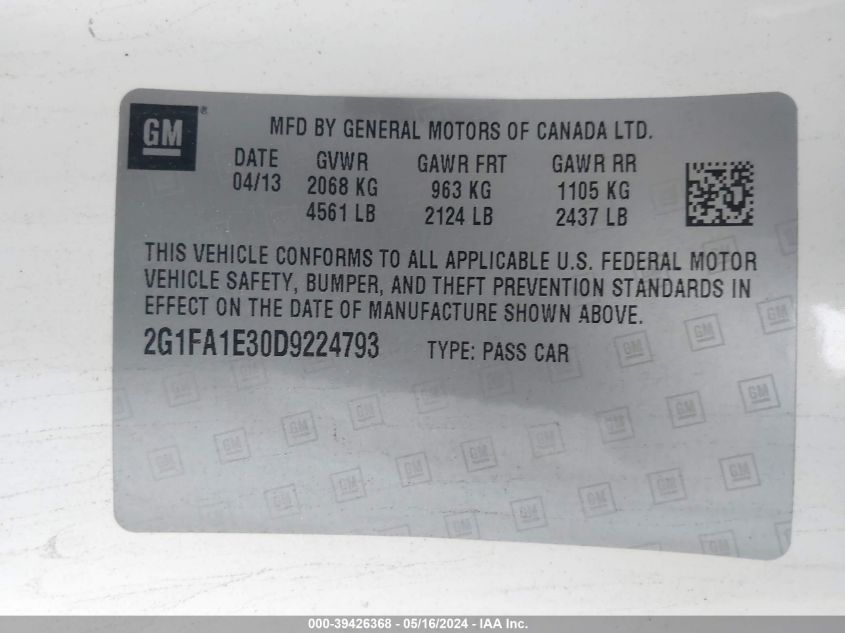 GM ®
MFD BY GENERAL MOTORS OF CANADA LTD.
DATE GVWR GAWR FRT GAWR RR
04/13 2068 KG 963 KG 1105 KG
4561 LB 2124 LB 2437 LB
THIS VEHICLE CONFORMS TO ALL APPLICABLE U.S. FEDERAL MOTOR
VEHICLE SAFETY, BUMPER, AND THEFT PREVENTION STANDARDS IN
EFFECT ON THE DATE OF MANUFACTURE SHOWN ABOVE.
2G1FA1E30D9224793 TYPE: PASS CAR
000-39426368 - 05/16/2024 - IAA Inc.